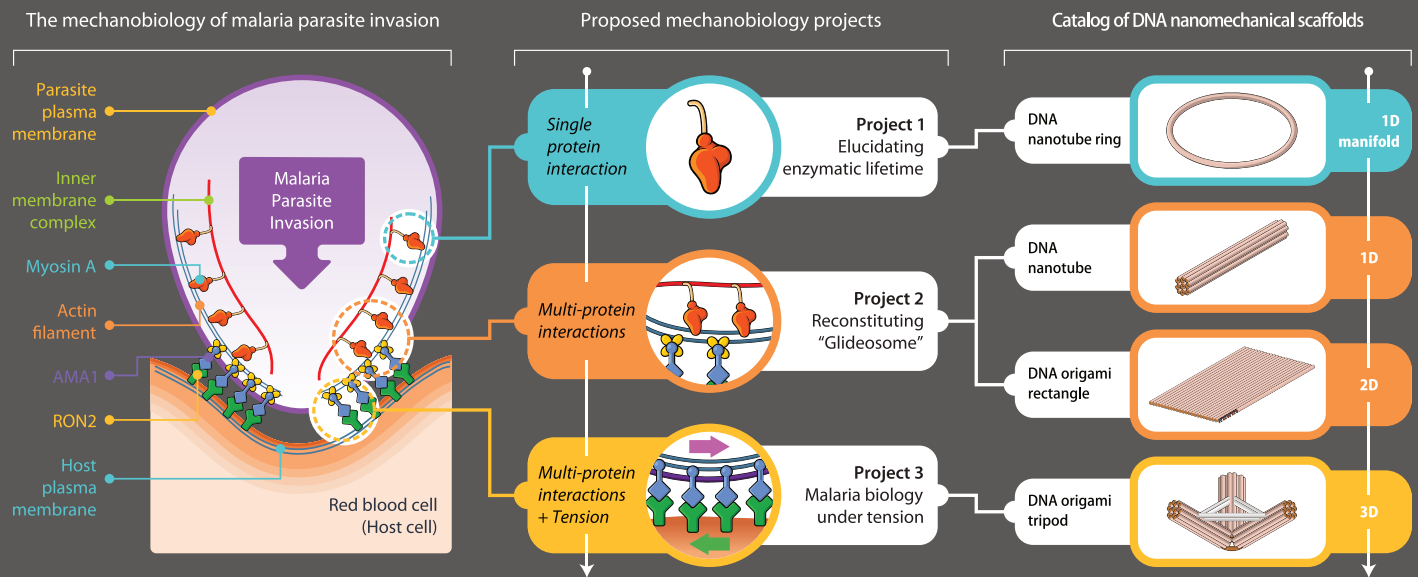 The mechanobiology of malaria parasite invasion
Parasite
plasma
membrane
Inner
membrane
complex
Myosin A
Actin
filament
AMA1
RON2
Host
plasma
membrane
Malaria
Parasite
Invasion
Red blood cell
(Host cell)
Proposed mechanobiology projects
Single
protein
interaction
Project 1
Elucidating
enzymatic lifetime
Multi-protein
interactions
Project 2
Reconstituting
“Glideosome”
Multi-protein
interactions
+ Tension
Project 3
Malaria biology
under tension
Catalog of DNA nanomechanical scaffolds
DNA
nanotube ring
1D
manifold
DNA
nanotube
1D
DNA origami
rectangle
2D
DNA origami
tripod
3D